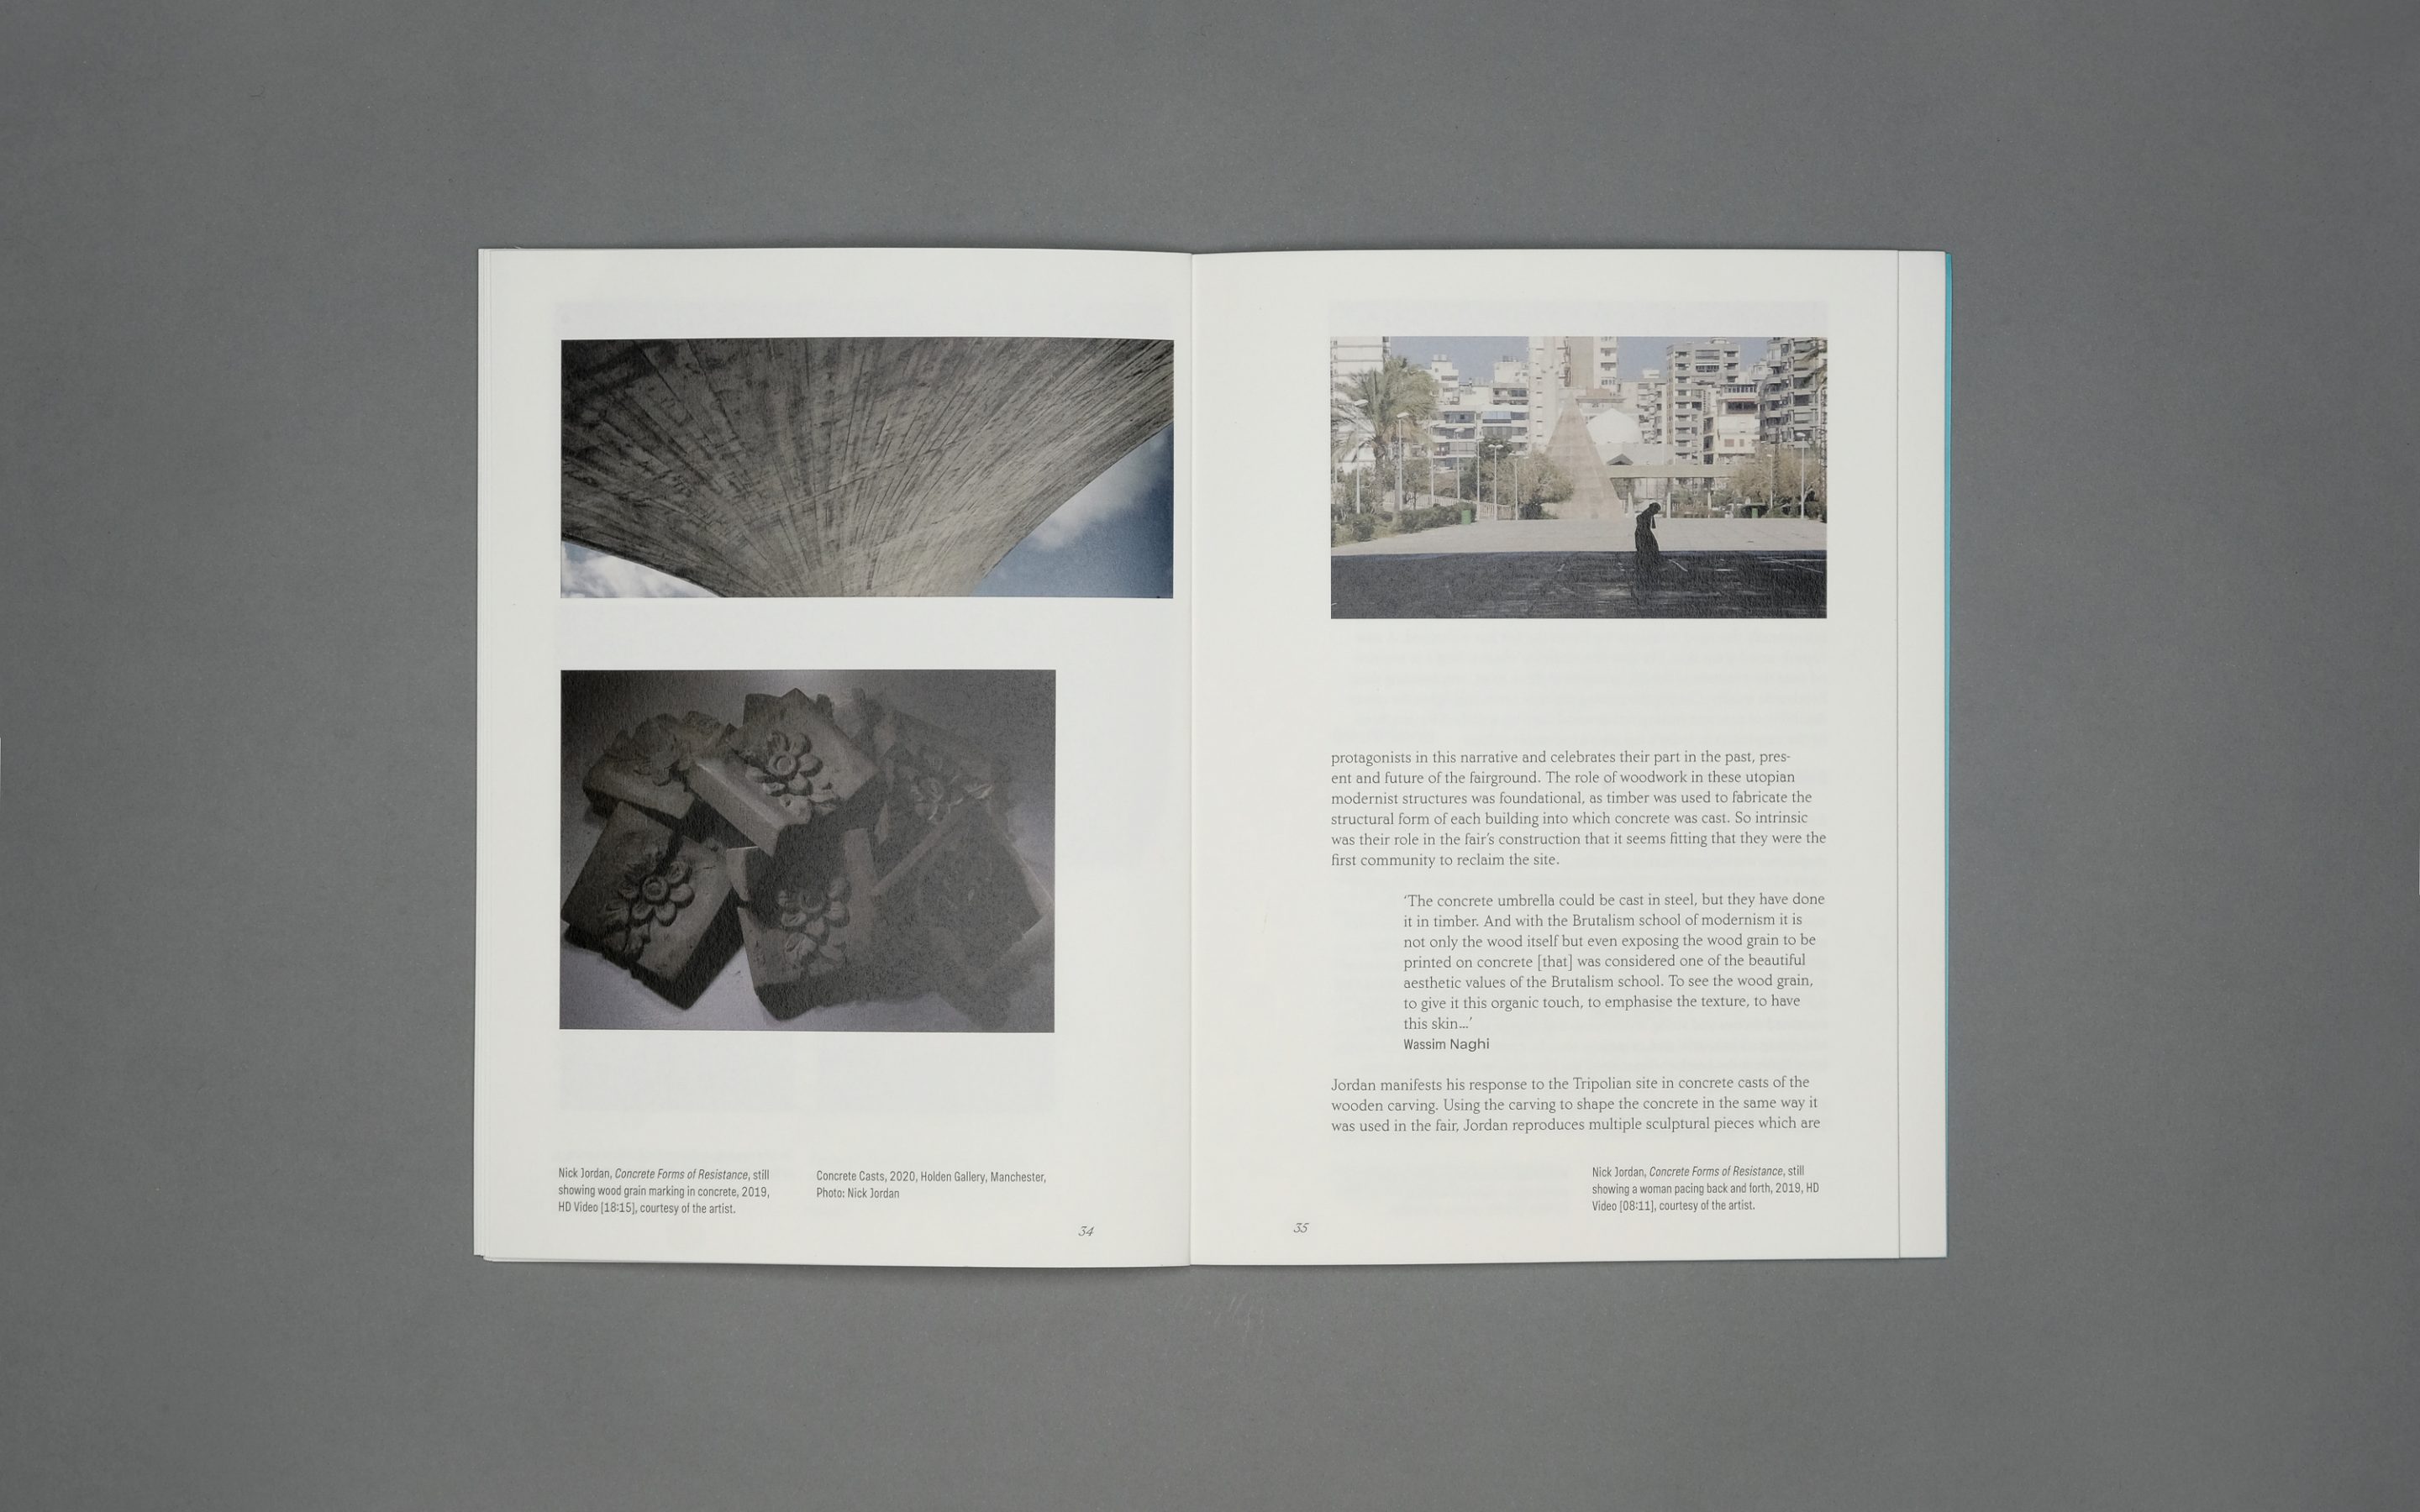 Nick Jordan, Concrete Forms of Resistance, still
showing wood grain marking in concrete, 2019,
HD Video [18:15], courtesy of the artist.
Concrete Casts, 2020, Holden Gallery, Manchester,
Photo: Nick Jordan
34
protagonists in this narrative and celebrates their part in the past, pres-
ent and future of the fairground. The role of woodwork in these utopian
modernist structures was foundational, as timber was used to fabricate the
structural form of each building into which concrete was cast. So intrinsic
was their role in the fair’s construction that it seems fitting that they were the
first community to reclaim the site.
‘The concrete umbrella could be cast in steel, but they have done
it in timber. And with the Brutalism school of modernism it is
not only the wood itself but even exposing the wood grain to be
printed on concrete [that] was considered one of the beautiful
aesthetic values of the Brutalism school. To see the wood grain,
to give it this organic touch, to emphasise the texture, to have
this skin…’
Wassim Naghi
Jordan manifests his response to the Tripolian site in concrete casts of the
wooden carving. Using the carving to shape the concrete in the same way it
was used in the fair, Jordan reproduces multiple sculptural pieces which are
Nick Jordan, Concrete Forms of Resistance, still
showing a woman pacing back and forth, 2019, HD
Video [08:11], courtesy of the artist.
35